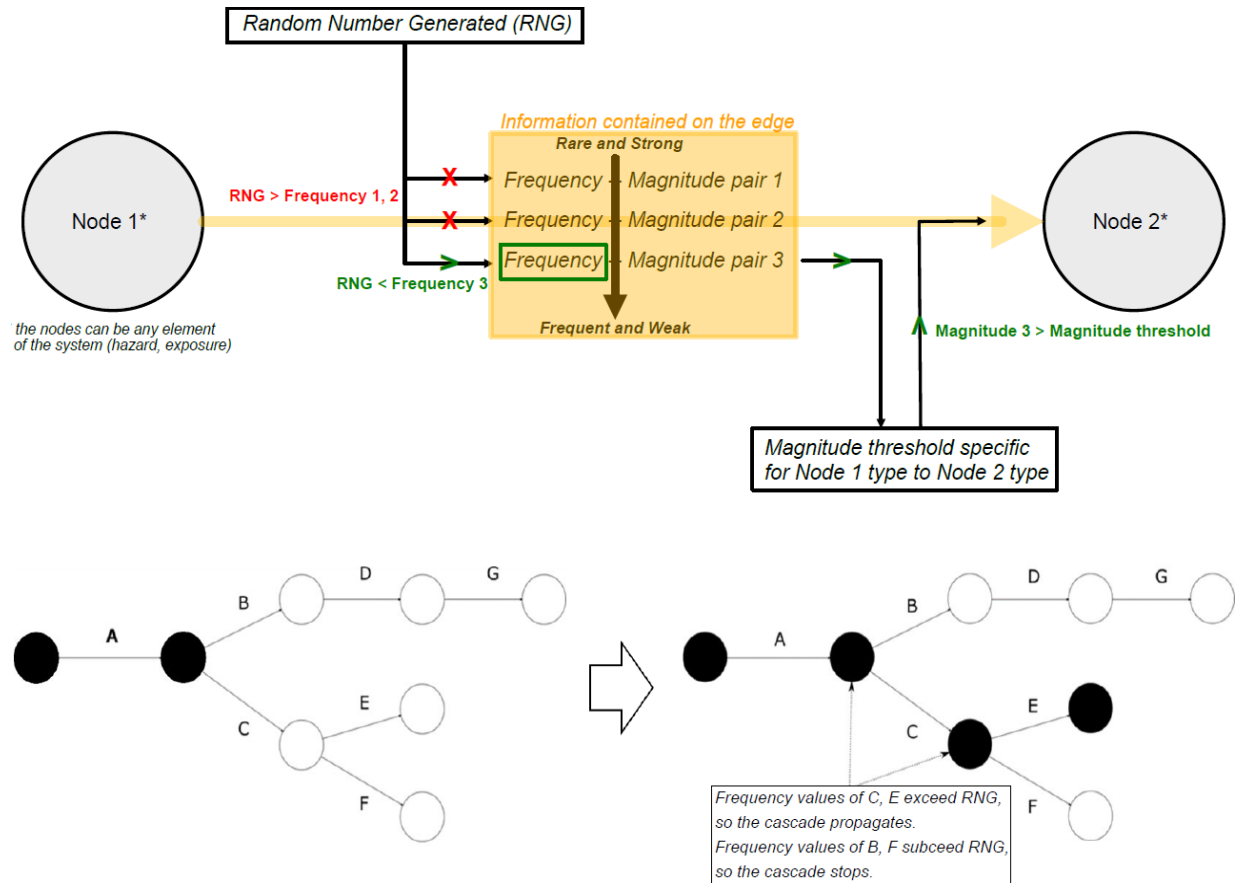 Random Number Generated (RNG)
Information contained on the edge
Rare and Strong
Frequency - Magnitude pair 1
RNG > Frequency 1, 2
X
Node 1*
Frequency - Magnitude pair 2
X
Node 2*
Frequency - Magnitude pair 3
>
>
RNG < Frequency 3
Frequent and Weak
Magnitude 3 > Magnitude threshold
' the nodes can be any element
of the system (hazard, exposure)
Magnitude threshold specific
for Node 1 type to Node 2 type
A
B
D
G
C
E
F
A
B
D
G
C
E
F
Frequency values of C, E exceed RNG,
so the cascade propagates.
Frequency values of B, F subceed RNG,
so the cascade stops.